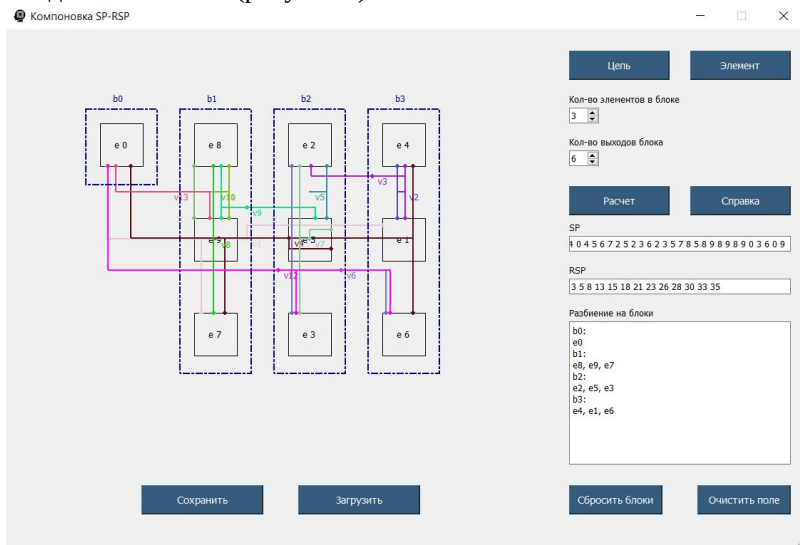 Компоновка SP-RSP
Цепь
Элемент
Кол-во элементов в блоке
3
Кол-во выходов блока
6
Расчет
Справка
SP
4 0 4 5 6 7 2 5 2 3 6 2 3 5 7 8 5 8 9 8 9 8 9 0 3 6 0 9
RSP
3 5 8 13 15 18 21 23 26 28 30 33 35
Разбиение на блоки
b0:
e0
b1:
e8, e9, e7
b2:
e2, e5, e3
b3:
e4, e1, e6
Сбросить блоки
Очистить поле
b0
b1
b2
b3
e 0
e 8
e 2
e 4
v3
v13
v10
v5
v2
v9
e 9
v8
v1
v4
v7
e 1
v12
v6
e 7
e 3
e 6
Сохранить
Загрузить